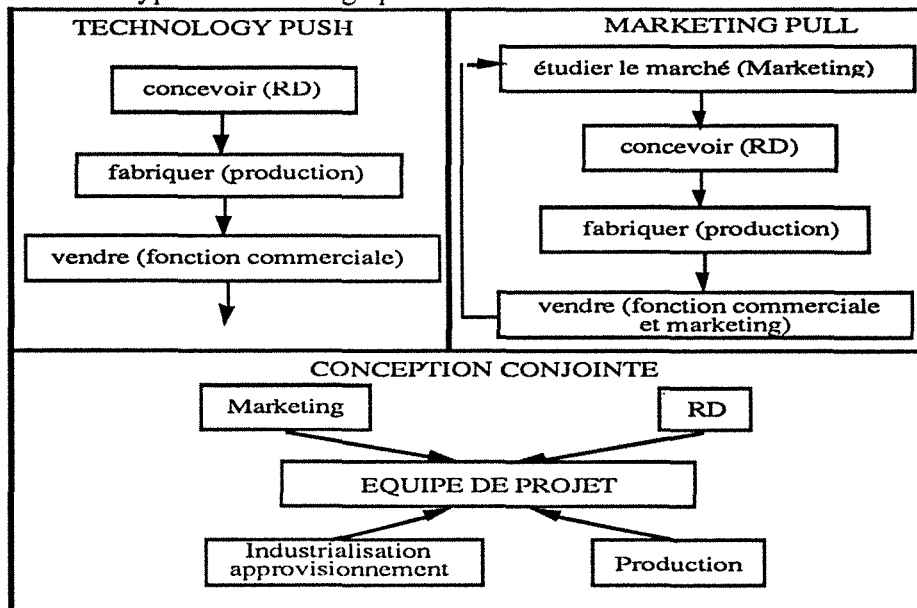 TECHNOLOGY PUSH
concevoir (RD)
fabriquer (production)
vendre (fonction commerciale)
MARKETING PULL
étudier le marché (Marketing)
concevoir (RD)
fabriquer (production)
vendre (fonction commerciale
et marketing)
CONCEPTION CONJOINTE
Marketing
RD
EQUIPE DE PROJET
Industrialisation
approvisionnement
Production